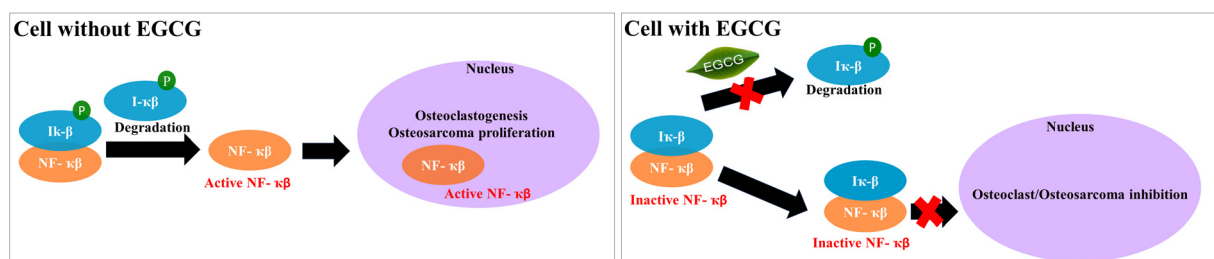 Cell without EGCG
P
I-κβ
Degradation
P
Ik-β
NF- κβ
NF- κβ
Active NF- κβ
Nucleus
Osteoclastogenesis
Osteosarcoma proliferation
NF- κβ
Active NF- κβ
Cell with EGCG
EGCG
P
Iκ-β
Degradation
Iκ-β
NF- κβ
Inactive NF- κβ
Iκ-β
NF- κβ
Inactive NF- κβ
Nucleus
Osteoclast/Osteosarcoma inhibition